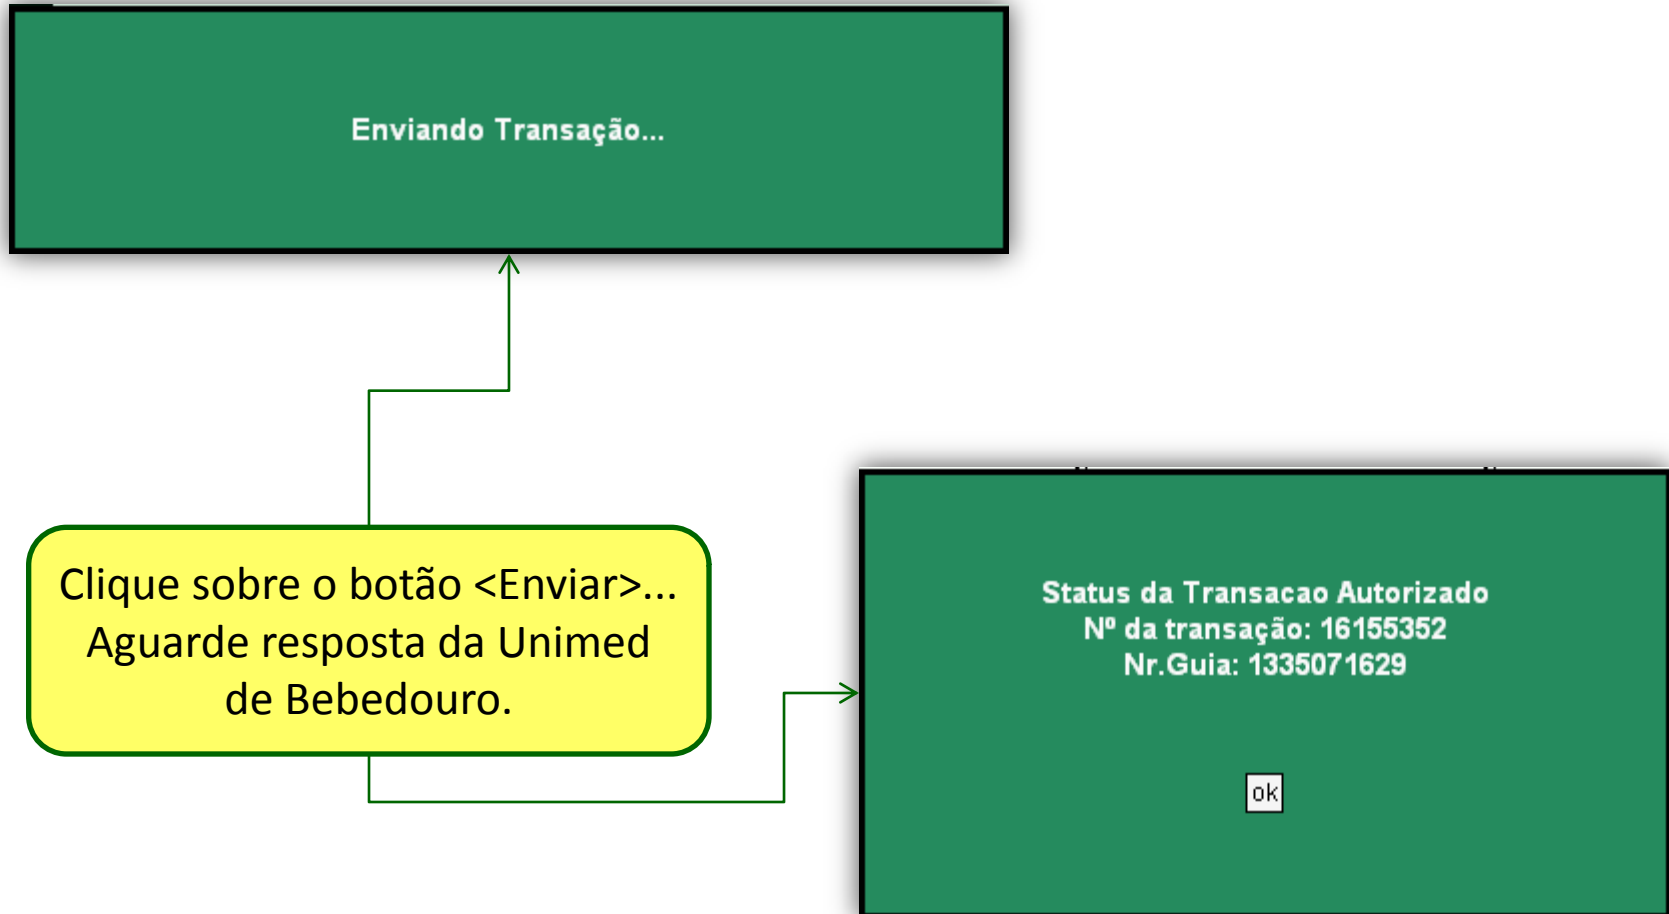 Enviando Transação...
Clique sobre o botão <Enviar>...
Aguarde resposta da Unimed
de Bebedouro.
Status da Transacao Autorizado
Nº da transação: 16155352
Nr.Guia: 1335071629
ok